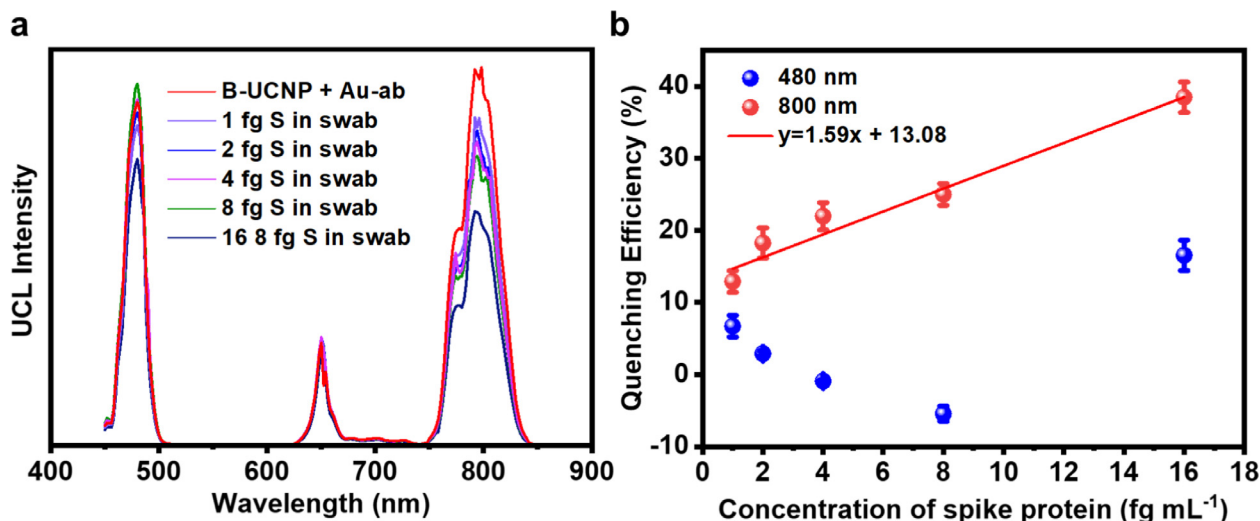 a
UCL Intensity
B-UCNP + Au-ab
1 fg S in swab
2 fg S in swab
4 fg S in swab
8 fg S in swab
16 8 fg S in swab
400 500 600 700 800 900
Wavelength (nm)
b
Quenching Efficiency (%)
40
30
20
10
0
-10
480 nm
800 nm
y=1.59x + 13.08
0 2 4 6 8 10 12 14 16 18
Concentration of spike protein (fg mL⁻¹)